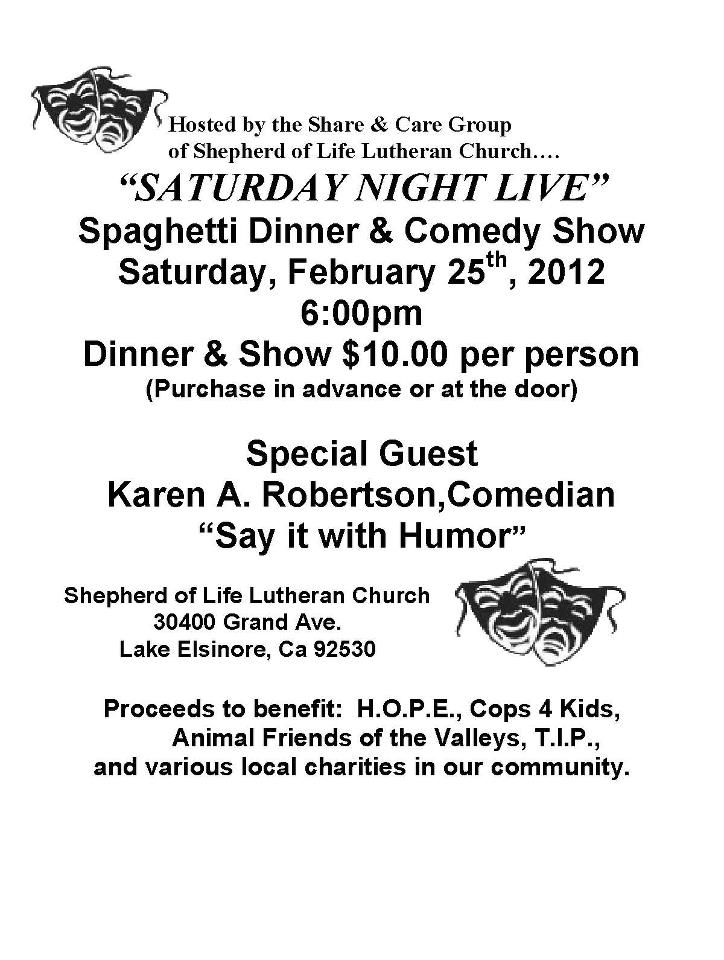 Hosted by the Share & Care Group
of Shepherd of Life Lutheran Church….
“SATURDAY NIGHT LIVE”
Spaghetti Dinner & Comedy Show
Saturday, February 25th, 2012
6:00pm
Dinner & Show $10.00 per person
(Purchase in advance or at the door)
Special Guest
Karen A. Robertson,Comedian
“Say it with Humor”
Shepherd of Life Lutheran Church
30400 Grand Ave.
Lake Elsinore, Ca 92530
Proceeds to benefit:  H.O.P.E., Cops 4 Kids,
Animal Friends of the Valleys, T.I.P.,
and various local charities in our community.